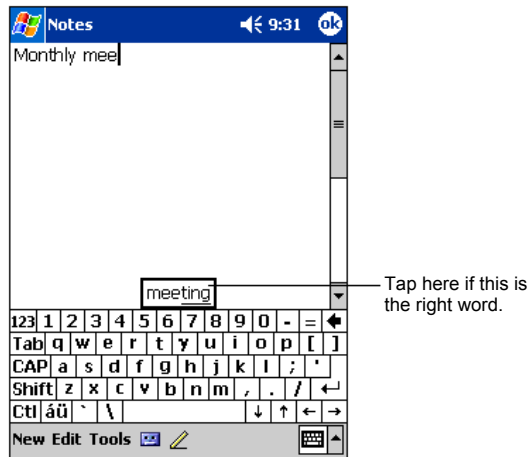 Notes 9:31 ok
Monthly mee
meeting
Tap here if this is
the right word.
123 1 2 3 4 5 6 7 8 9 0 - = ←
Tab q w e r t y u i o p [ ]
CAP a s d f g h j k l ; '
Shift z x c v b n m , . / ↵
Ctl áü ` \ ↓ ↑ ← →
New Edit Tools